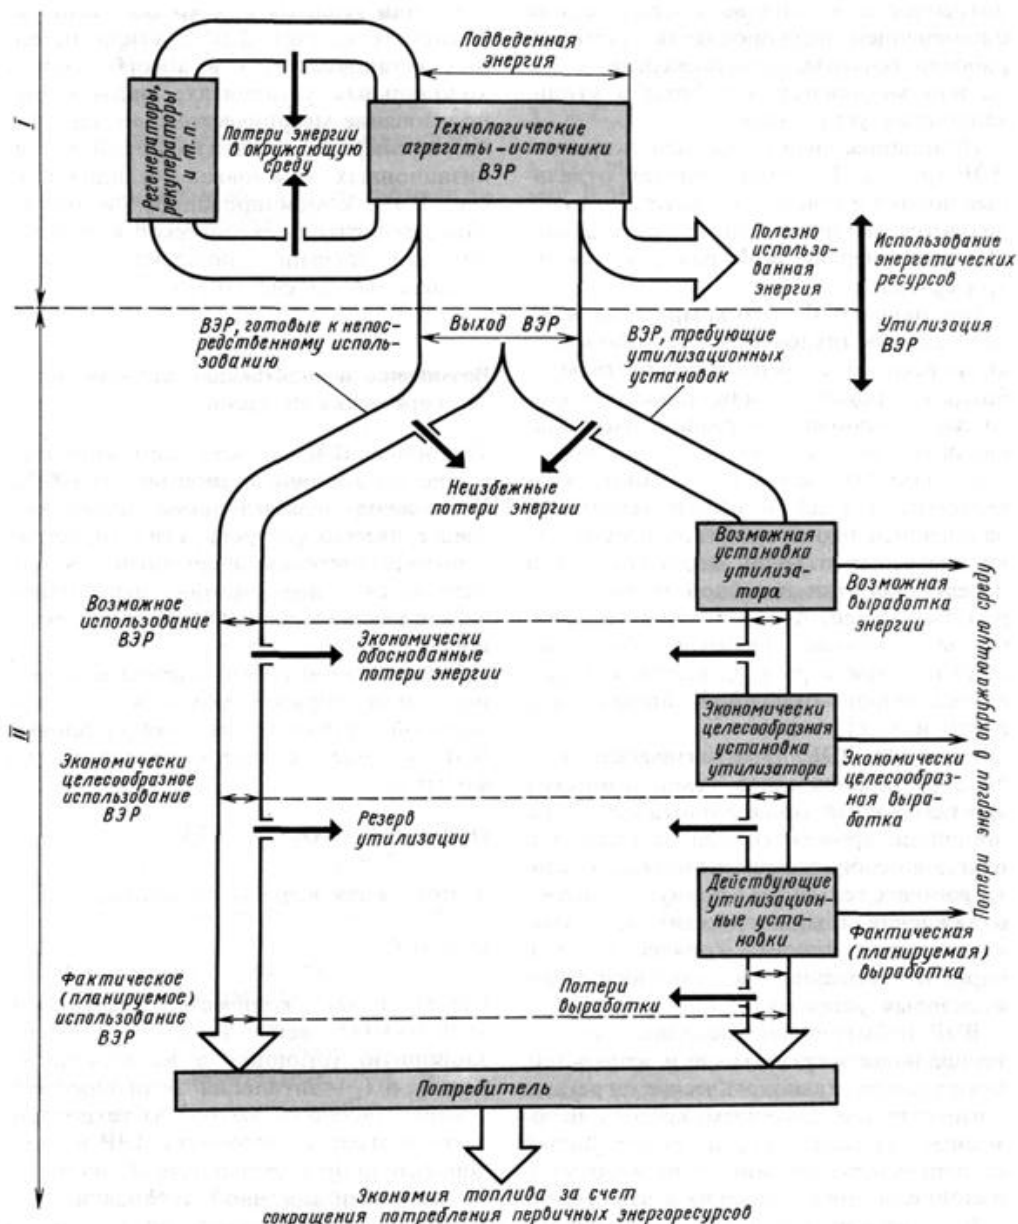 Подведенная
энергия
I
Регенераторы,
рекуператоры
и т.п.
Потери энергии
в окружающую
среду
Технологические
агрегаты-источники
ВЭР
Полезно
использо-
ванная
энергия
Использование
энергетических
ресурсов
ВЭР, готовые к непос-
редственному исполь-
зованию
Выход ВЭР
ВЭР, требующие
утилизационных
установок
Утилизация
ВЭР
Неизбежные
потери энергии
Возможная
установка
утилиза-
тора
Возможное
использование
ВЭР
Возможная
выработка
энергии
Экономически
обоснованные
потери энергии
II
Экономически
целесообразная
установка
утилизатора
Экономически
целесообразное
использование
ВЭР
Экономически
целесообраз-
ная выра-
ботка
Потери энергии в окружающую среду
Резерв
утилизации
Действующие
утилизацион-
ные уста-
новки
Фактическая
(планируемая)
выработка
Фактическое
(планируемое)
использование
ВЭР
Потери
выработки
Потребитель
Экономия топлива за счет
сокращения потребления первичных энергоресурсов